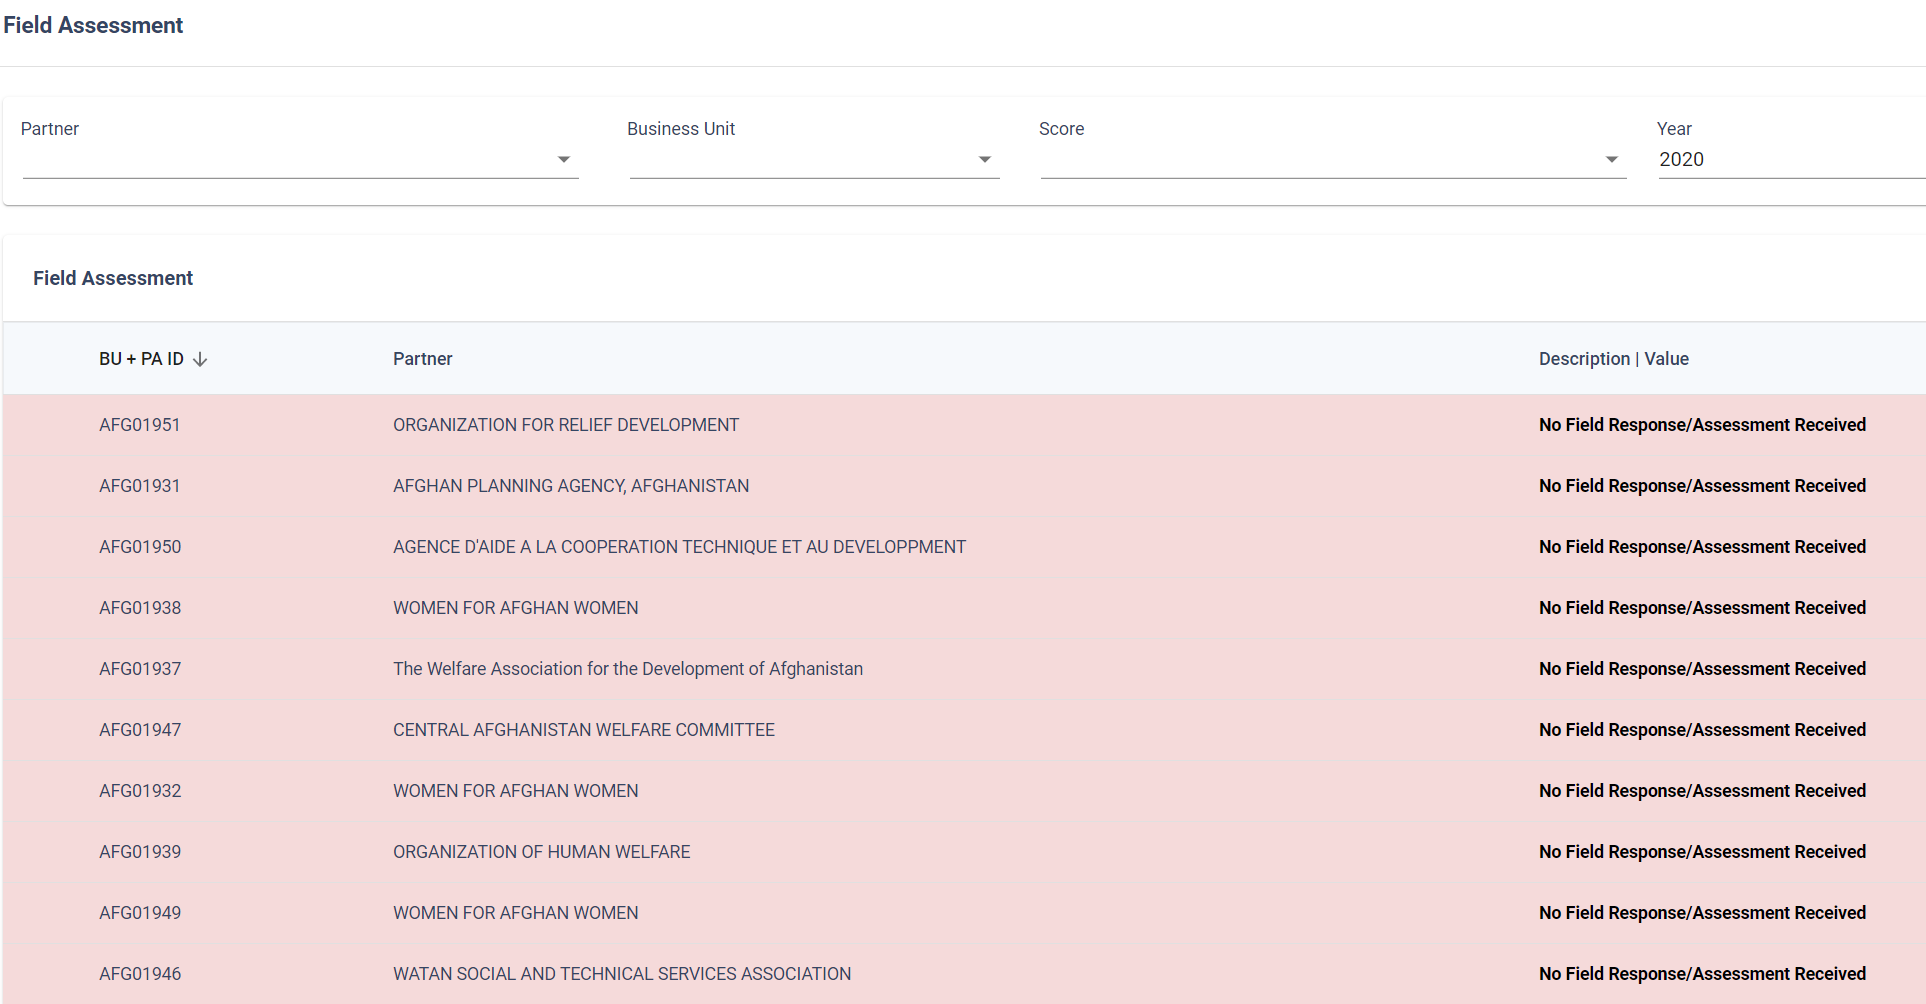 Field Assessment
Partner
Business Unit
Score
Year
2020
Field Assessment
BU + PA ID
Partner
Description | Value
AFG01951 ORGANIZATION FOR RELIEF DEVELOPMENT No Field Response/Assessment Received
AFG01931 AFGHAN PLANNING AGENCY, AFGHANISTAN No Field Response/Assessment Received
AFG01950 AGENCE D'AIDE A LA COOPERATION TECHNIQUE ET AU DEVELOPPMENT No Field Response/Assessment Received
AFG01938 WOMEN FOR AFGHAN WOMEN No Field Response/Assessment Received
AFG01937 The Welfare Association for the Development of Afghanistan No Field Response/Assessment Received
AFG01947 CENTRAL AFGHANISTAN WELFARE COMMITTEE No Field Response/Assessment Received
AFG01932 WOMEN FOR AFGHAN WOMEN No Field Response/Assessment Received
AFG01939 ORGANIZATION OF HUMAN WELFARE No Field Response/Assessment Received
AFG01949 WOMEN FOR AFGHAN WOMEN No Field Response/Assessment Received
AFG01946 WATAN SOCIAL AND TECHNICAL SERVICES ASSOCIATION No Field Response/Assessment Received